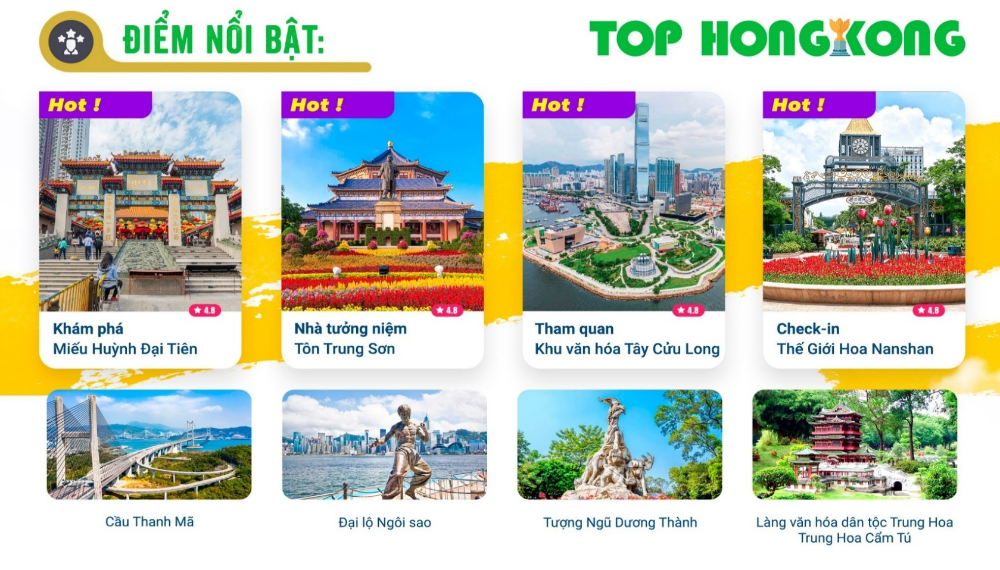 ĐIỂM NỔI BẬT:
TOP HONGKONG
Hot !
Hot !
Hot !
Hot !
4.8
4.8
4.8
4.8
Khám phá
Miếu Huỳnh Đại Tiên
Nhà tưởng niệm
Tôn Trung Sơn
Tham quan
Khu văn hóa Tây Cửu Long
Check-in
Thế Giới Hoa Nanshan
Cầu Thanh Mã
Đại lộ Ngôi sao
Tượng Ngũ Dương Thành
Làng văn hóa dân tộc Trung Hoa
Trung Hoa Cẩm Tú